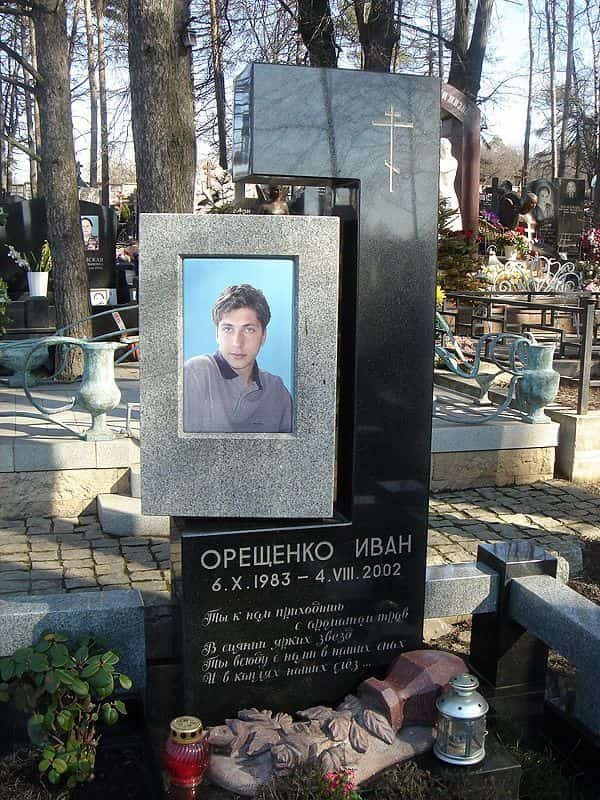 ОРЕЩЕНКО ИВАН
6.X.1983 – 4.VIII.2002
Ты к нам приходишь
с ароматом трав
В сиянии ярких звезд
Ты всюду с нами в наших снах
И в каплях наших слез...